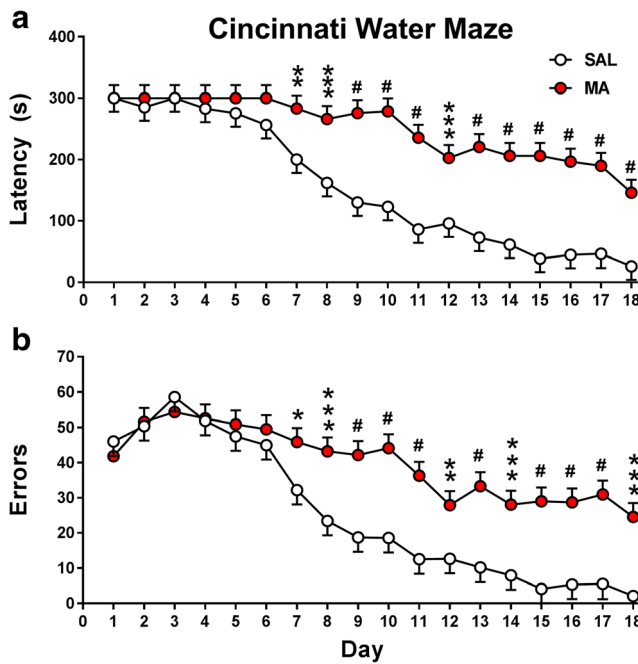 a
Cincinnati Water Maze
400
300
200
100
0
Latency (s)
SAL
MA
** *** # # # *** # # # # # #
0 1 2 3 4 5 6 7 8 9 10 11 12 13 14 15 16 17 18
b
70
60
50
40
30
20
10
0
Errors
* *** # # # ** # *** # # # ***
0 1 2 3 4 5 6 7 8 9 10 11 12 13 14 15 16 17 18
Day